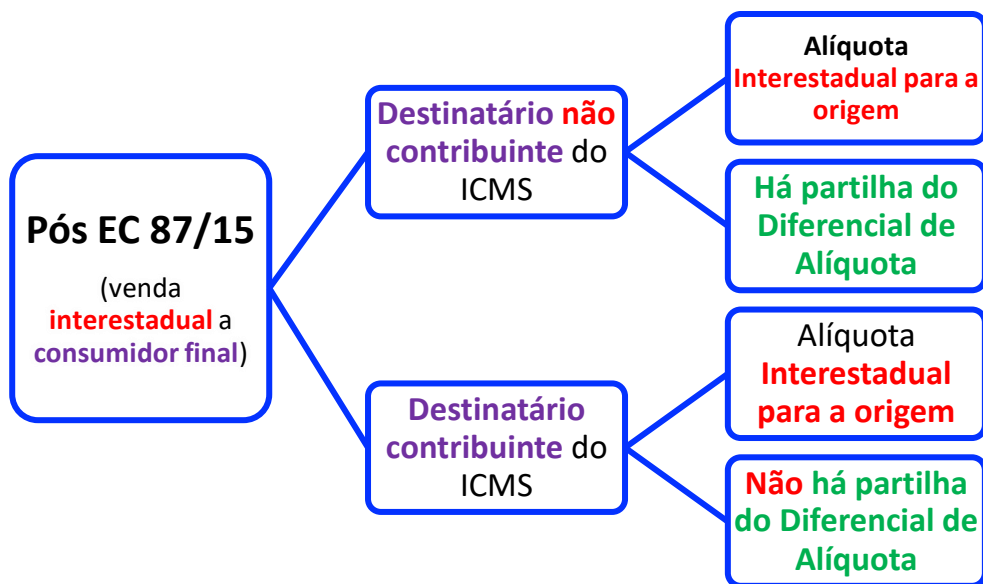 Pós EC 87/15
(venda
interestadual a
consumidor final)
Destinatário não
contribuinte do
ICMS
Alíquota
Interestadual para a
origem
Há partilha do
Diferencial de
Alíquota
Destinatário
contribuinte do
ICMS
Alíquota
Interestadual
para a origem
Não há partilha
do Diferencial de
Alíquota